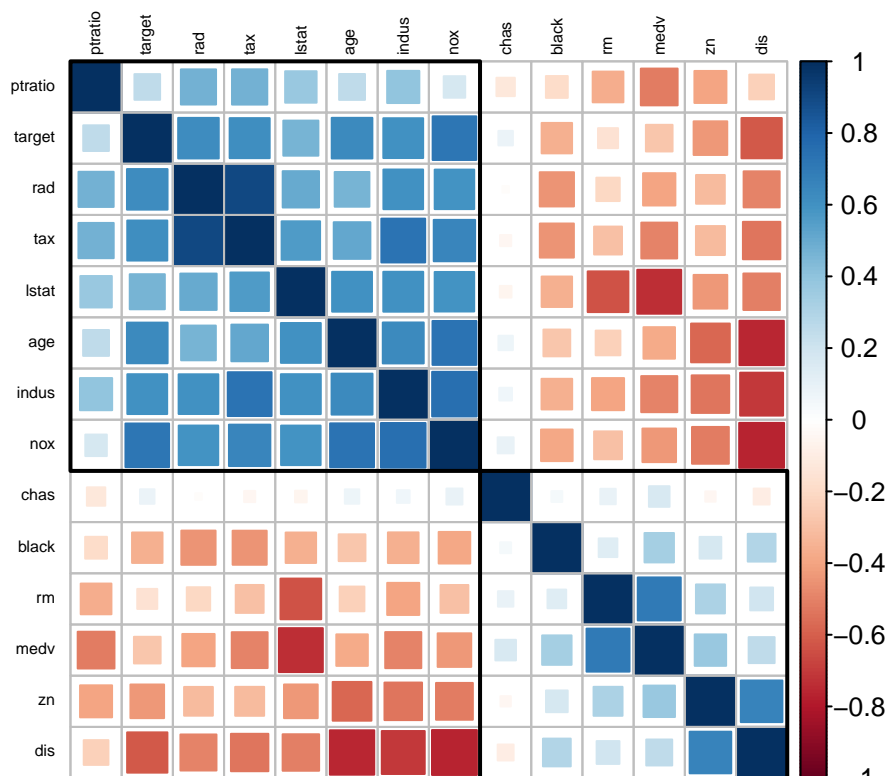 ptratio target rad tax lstat age indus nox chas black rm medv zn dis
ptratio
target
rad
tax
lstat
age
indus
nox
chas
black
rm
medv
zn
dis
1
0.8
0.6
0.4
0.2
0
−0.2
−0.4
−0.6
−0.8